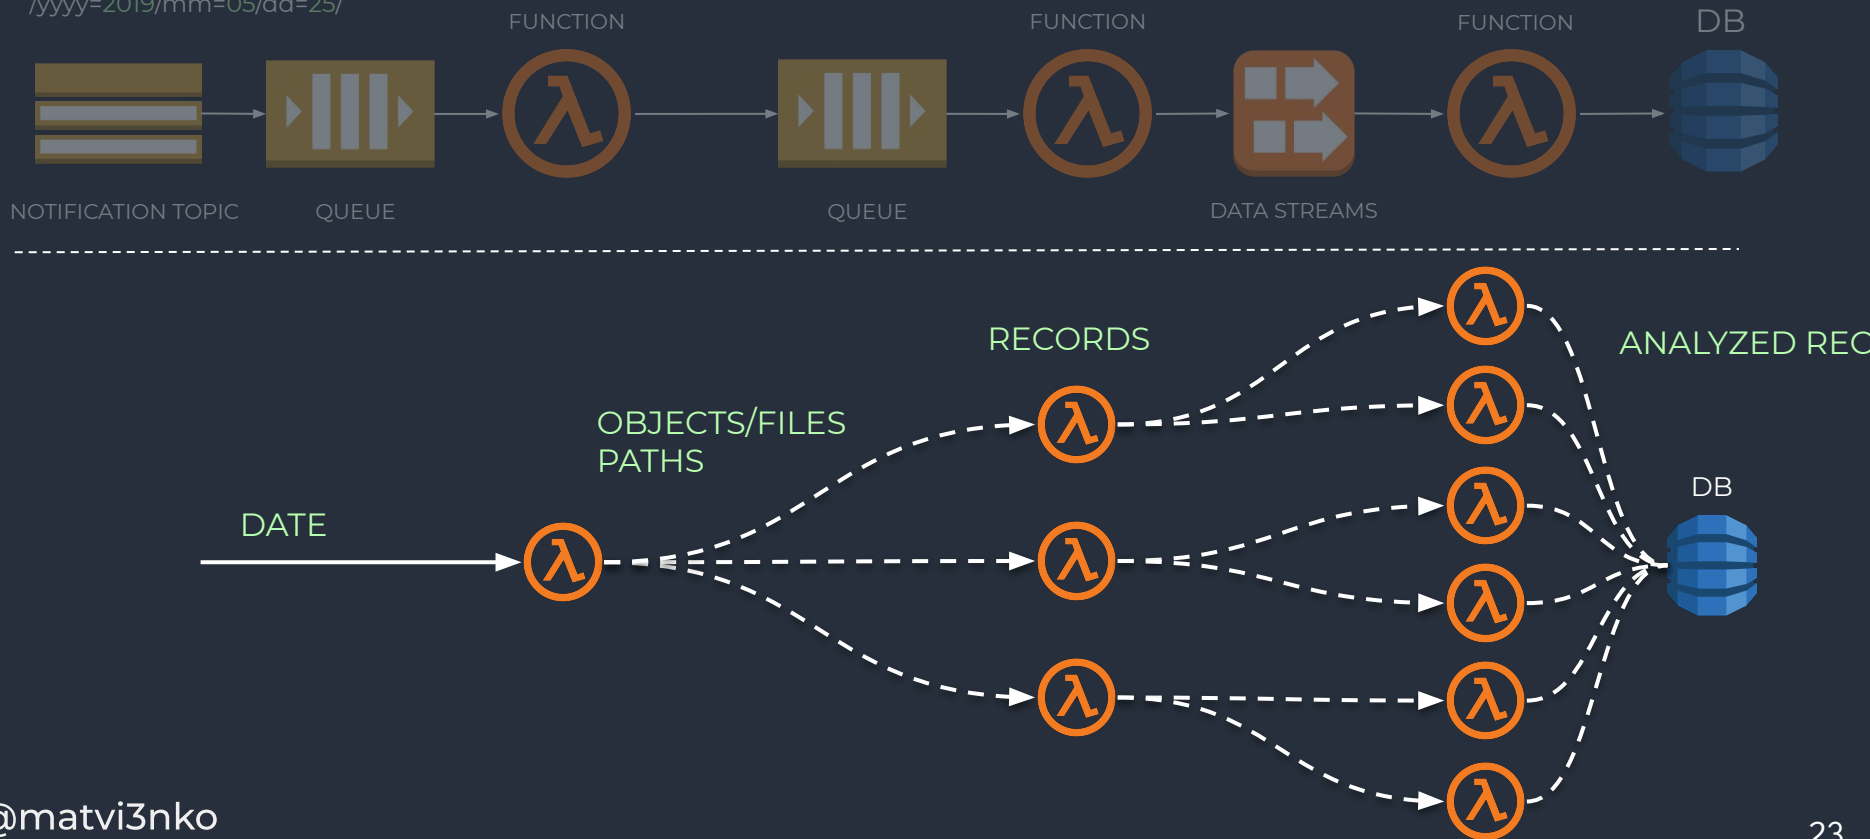 /yyyy=2019/mm=05/dd=25/
FUNCTION
FUNCTION
FUNCTION
DB
NOTIFICATION TOPIC
QUEUE
QUEUE
DATA STREAMS
RECORDS
ANALYZED REC
OBJECTS/FILES
PATHS
DATE
DB
@matvi3nko
23